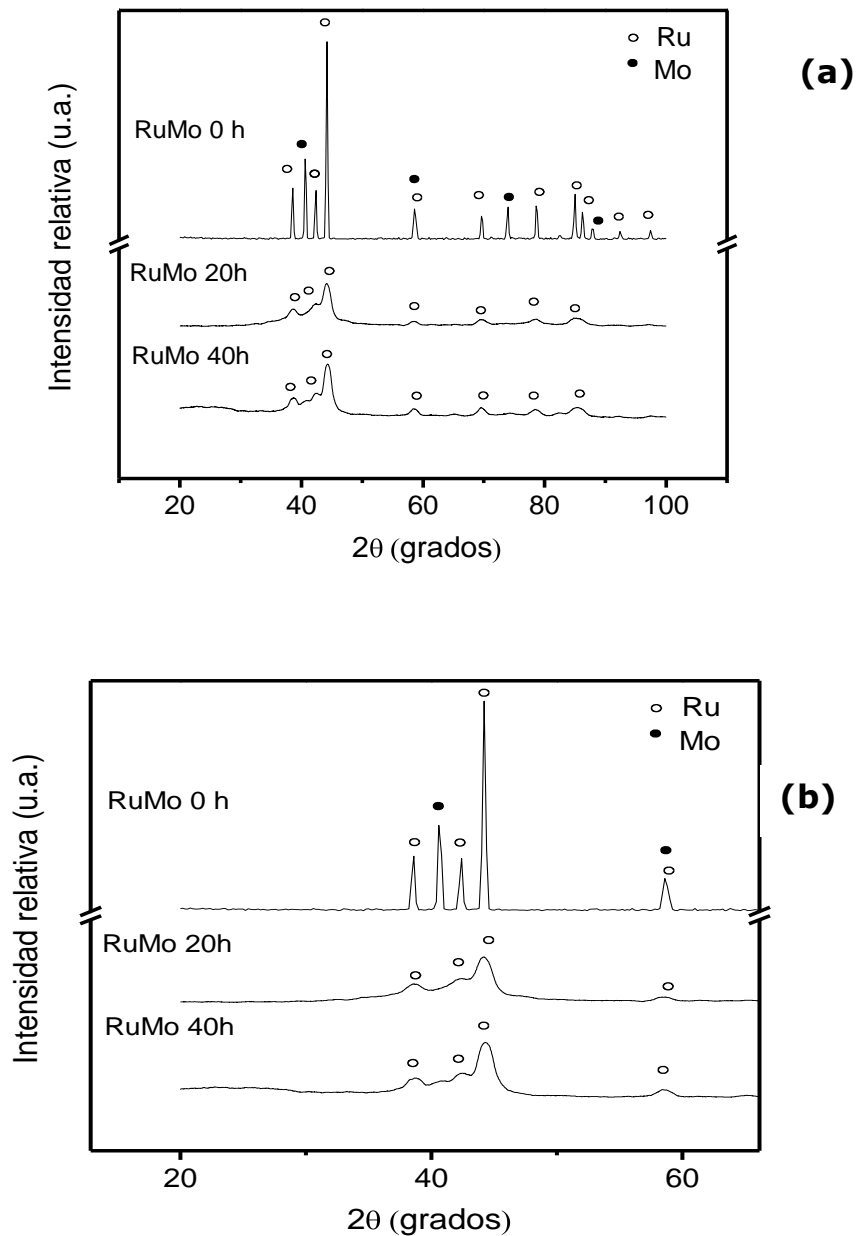 Ru
Mo
(a)
RuMo 0 h
RuMo 20h
RuMo 40h
Intensidad relativa (u.a.)
20 40 60 80 100
2θ (grados)
Ru
Mo
(b)
RuMo 0 h
RuMo 20h
RuMo 40h
Intensidad relativa (u.a.)
20 40 60
2θ (grados)